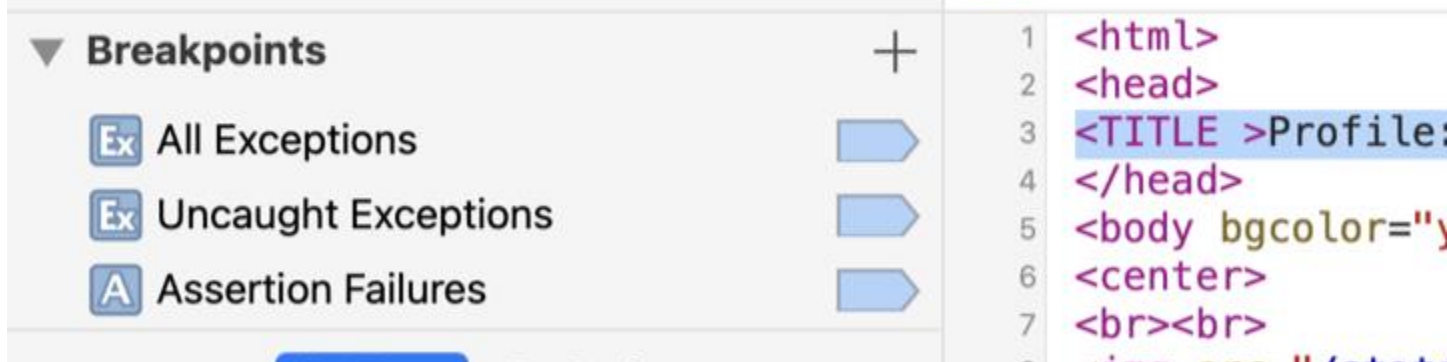 Breakpoints
Ex All Exceptions
Ex Uncaught Exceptions
A Assertion Failures
1 <html>
2 <head>
3 <TITLE >Profile:
4 </head>
5 <body bgcolor="y
6 <center>
7 <br><br>